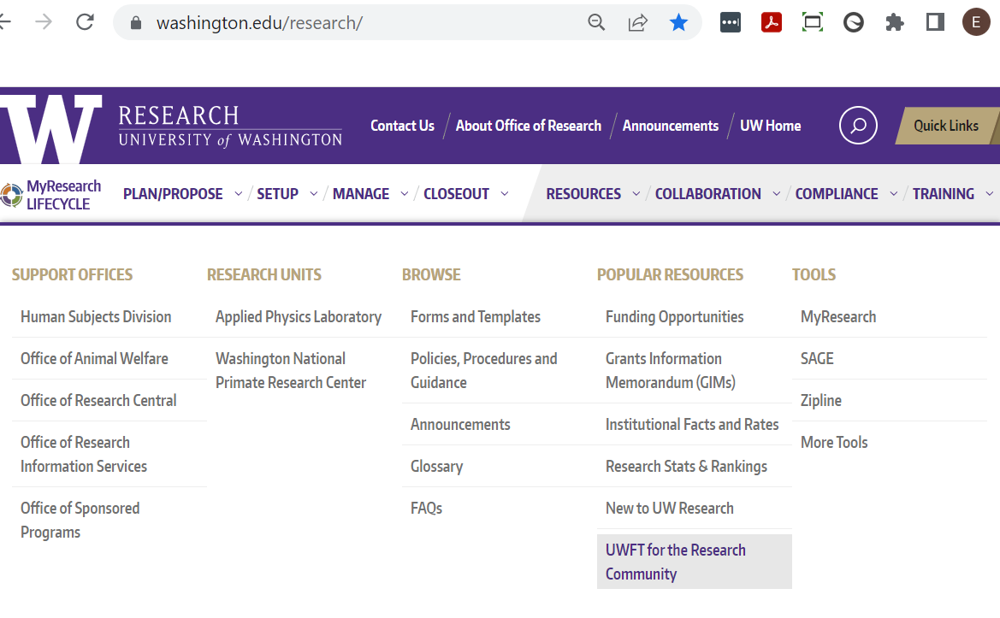 washington.edu/research/
E
W
RESEARCH
UNIVERSITY of WASHINGTON
Contact Us
About Office of Research
Announcements
UW Home
Quick Links
MyResearch
LIFECYCLE
PLAN/PROPOSE
SETUP
MANAGE
CLOSEOUT
RESOURCES
COLLABORATION
COMPLIANCE
TRAINING
SUPPORT OFFICES
Human Subjects Division
Office of Animal Welfare
Office of Research Central
Office of Research
Information Services
Office of Sponsored
Programs
RESEARCH UNITS
Applied Physics Laboratory
Washington National
Primate Research Center
BROWSE
Forms and Templates
Policies, Procedures and
Guidance
Announcements
Glossary
FAQs
POPULAR RESOURCES
Funding Opportunities
Grants Information
Memorandum (GIMs)
Institutional Facts and Rates
Research Stats & Rankings
New to UW Research
UWFT for the Research
Community
TOOLS
MyResearch
SAGE
Zipline
More Tools